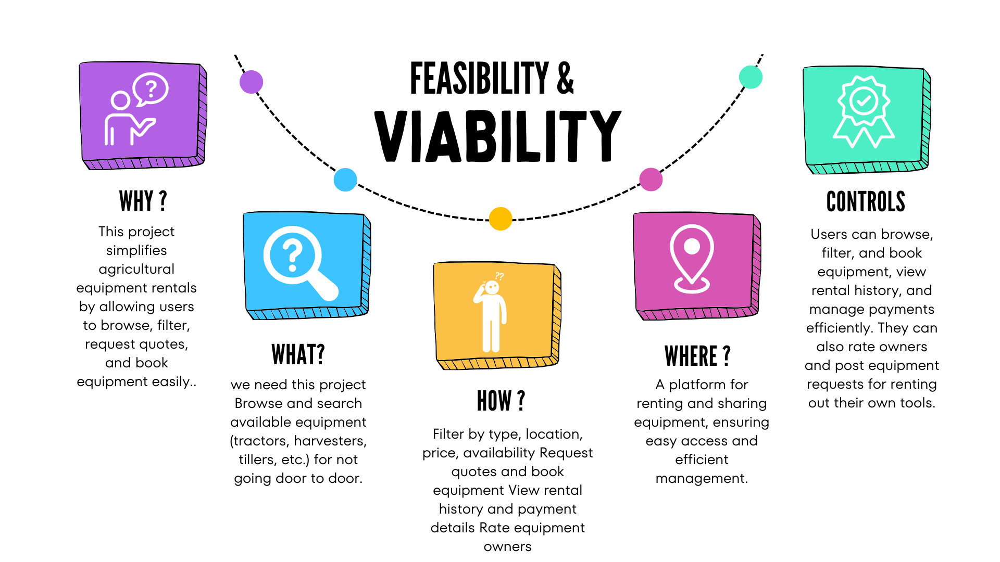 FEASIBILITY &
VIABILITY
WHY ?
This project
simplifies
agricultural
equipment rentals
by allowing users
to browse, filter,
request quotes,
and book
equipment easily..
WHAT?
we need this project
Browse and search
available equipment
(tractors, harvesters,
tillers, etc.) for not
going door to door.
??
HOW ?
Filter by type, location,
price, availability Request
quotes and book
equipment View rental
history and payment
details Rate equipment
owners
WHERE ?
A platform for
renting and sharing
equipment, ensuring
easy access and
efficient
management.
CONTROLS
Users can browse,
filter, and book
equipment, view
rental history, and
manage payments
efficiently. They can
also rate owners
and post equipment
requests for renting
out their own tools.